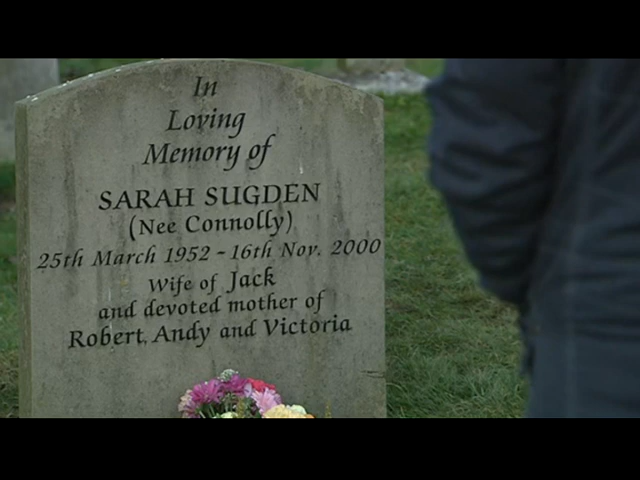 In
Loving
Memory of
SARAH SUGDEN
(Nee Connolly)
25th March 1952 - 16th Nov. 2000
Wife of Jack
and devoted mother of
Robert, Andy and Victoria